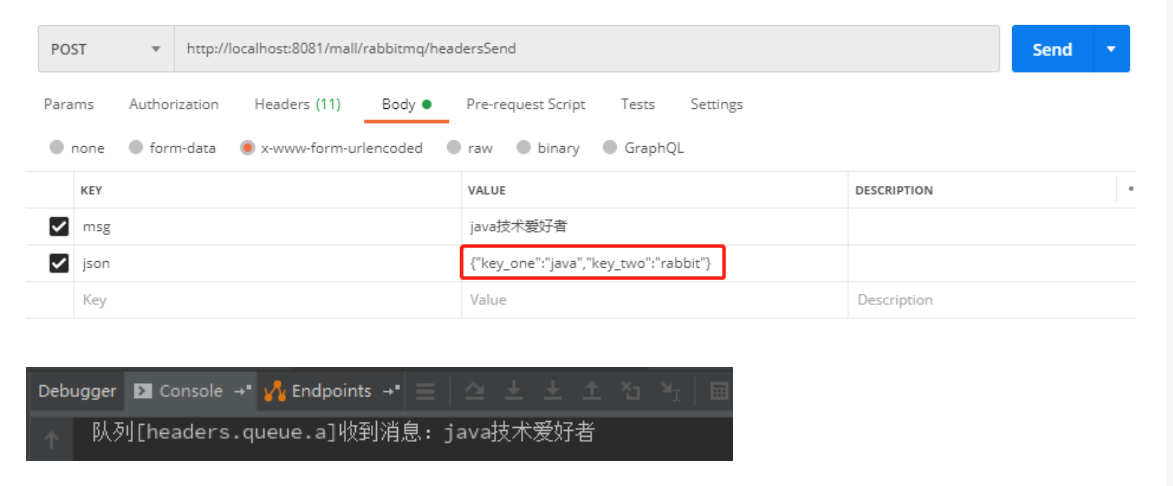 POST http://localhost:8081/mall/rabbitmq/headersSend Send
Params Authorization Headers (11) Body Pre-request Script Tests Settings
none form-data x-www-form-urlencoded raw binary GraphQL
KEY VALUE DESCRIPTION
msg java技术爱好者
json {"key_one":"java","key_two":"rabbit"}
Key Value Description
Debugger Console Endpoints
队列[headers.queue.a]收到消息：java技术爱好者